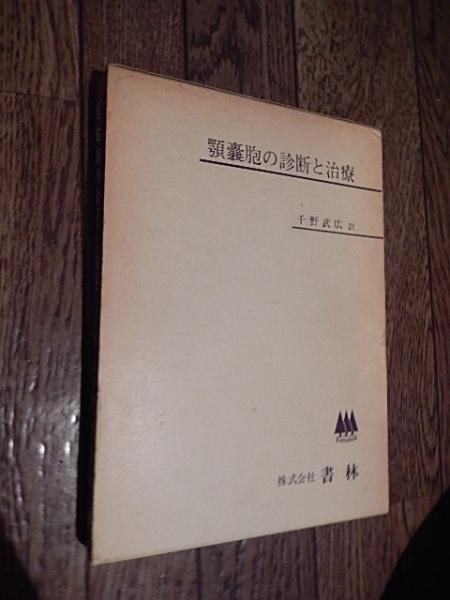 顎嚢胞の診断と治療
千野武広 訳
株式会社 書林